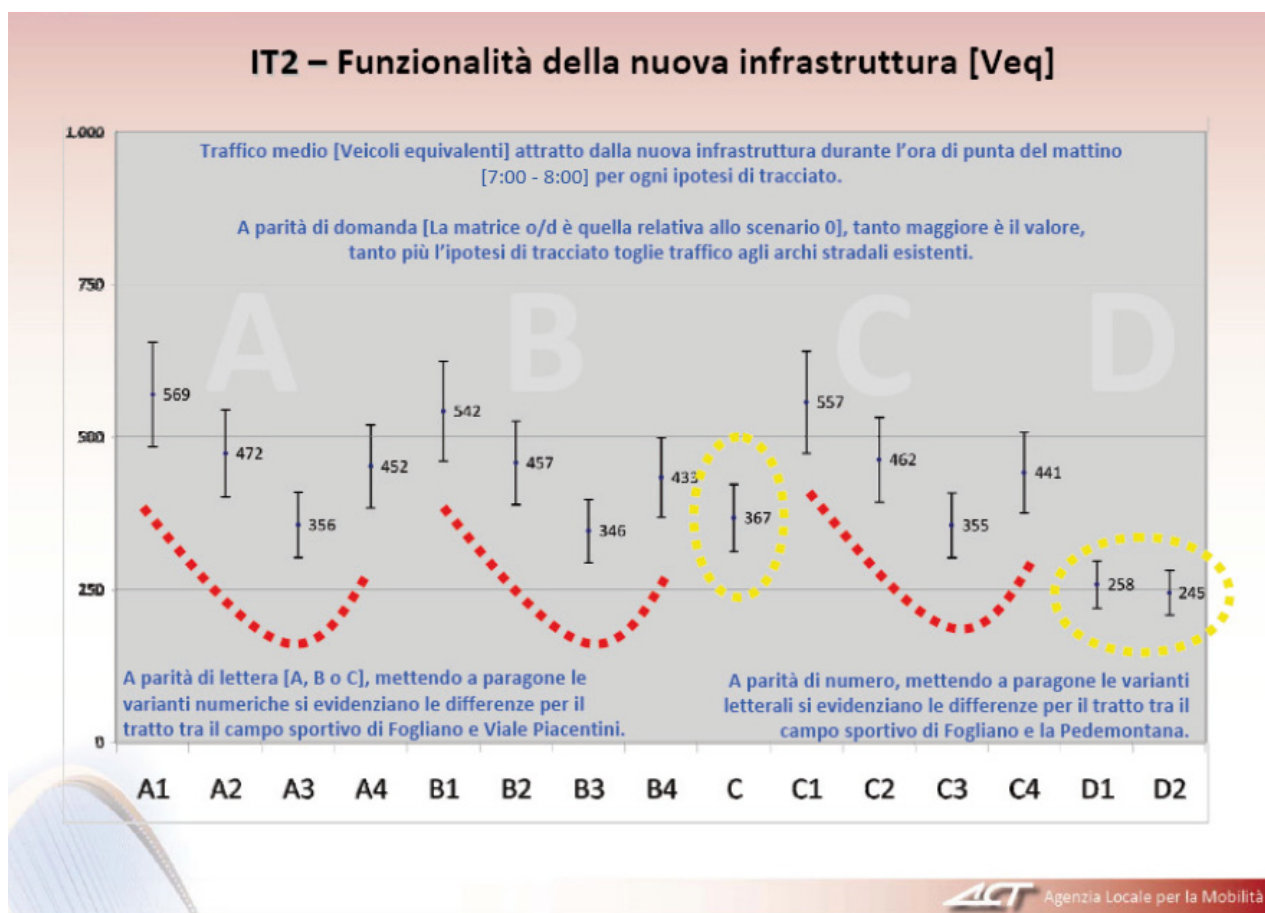 IT2 – Funzionalità della nuova infrastruttura [Veq]
1.000
Traffico medio [Veicoli equivalenti] attratto dalla nuova infrastruttura durante l’ora di punta del mattino
[7:00 - 8:00] per ogni ipotesi di tracciato.
A parità di domanda [La matrice o/d è quella relativa allo scenario 0], tanto maggiore è il valore,
tanto più l’ipotesi di tracciato toglie traffico agli archi stradali esistenti.
750
A B C D
569
472
356
452
500
542
457
346
433
367
557
462
355
441
250
258
245
A parità di lettera [A, B o C], mettendo a paragone le
varianti numeriche si evidenziano le differenze per il
tratto tra il campo sportivo di Fogliano e Viale Piacentini.
A parità di numero, mettendo a paragone le varianti
letterali si evidenziano le differenze per il tratto tra il
campo sportivo di Fogliano e la Pedemontana.
0
A1 A2 A3 A4 B1 B2 B3 B4 C C1 C2 C3 C4 D1 D2
ACT Agenzia Locale per la Mobilità